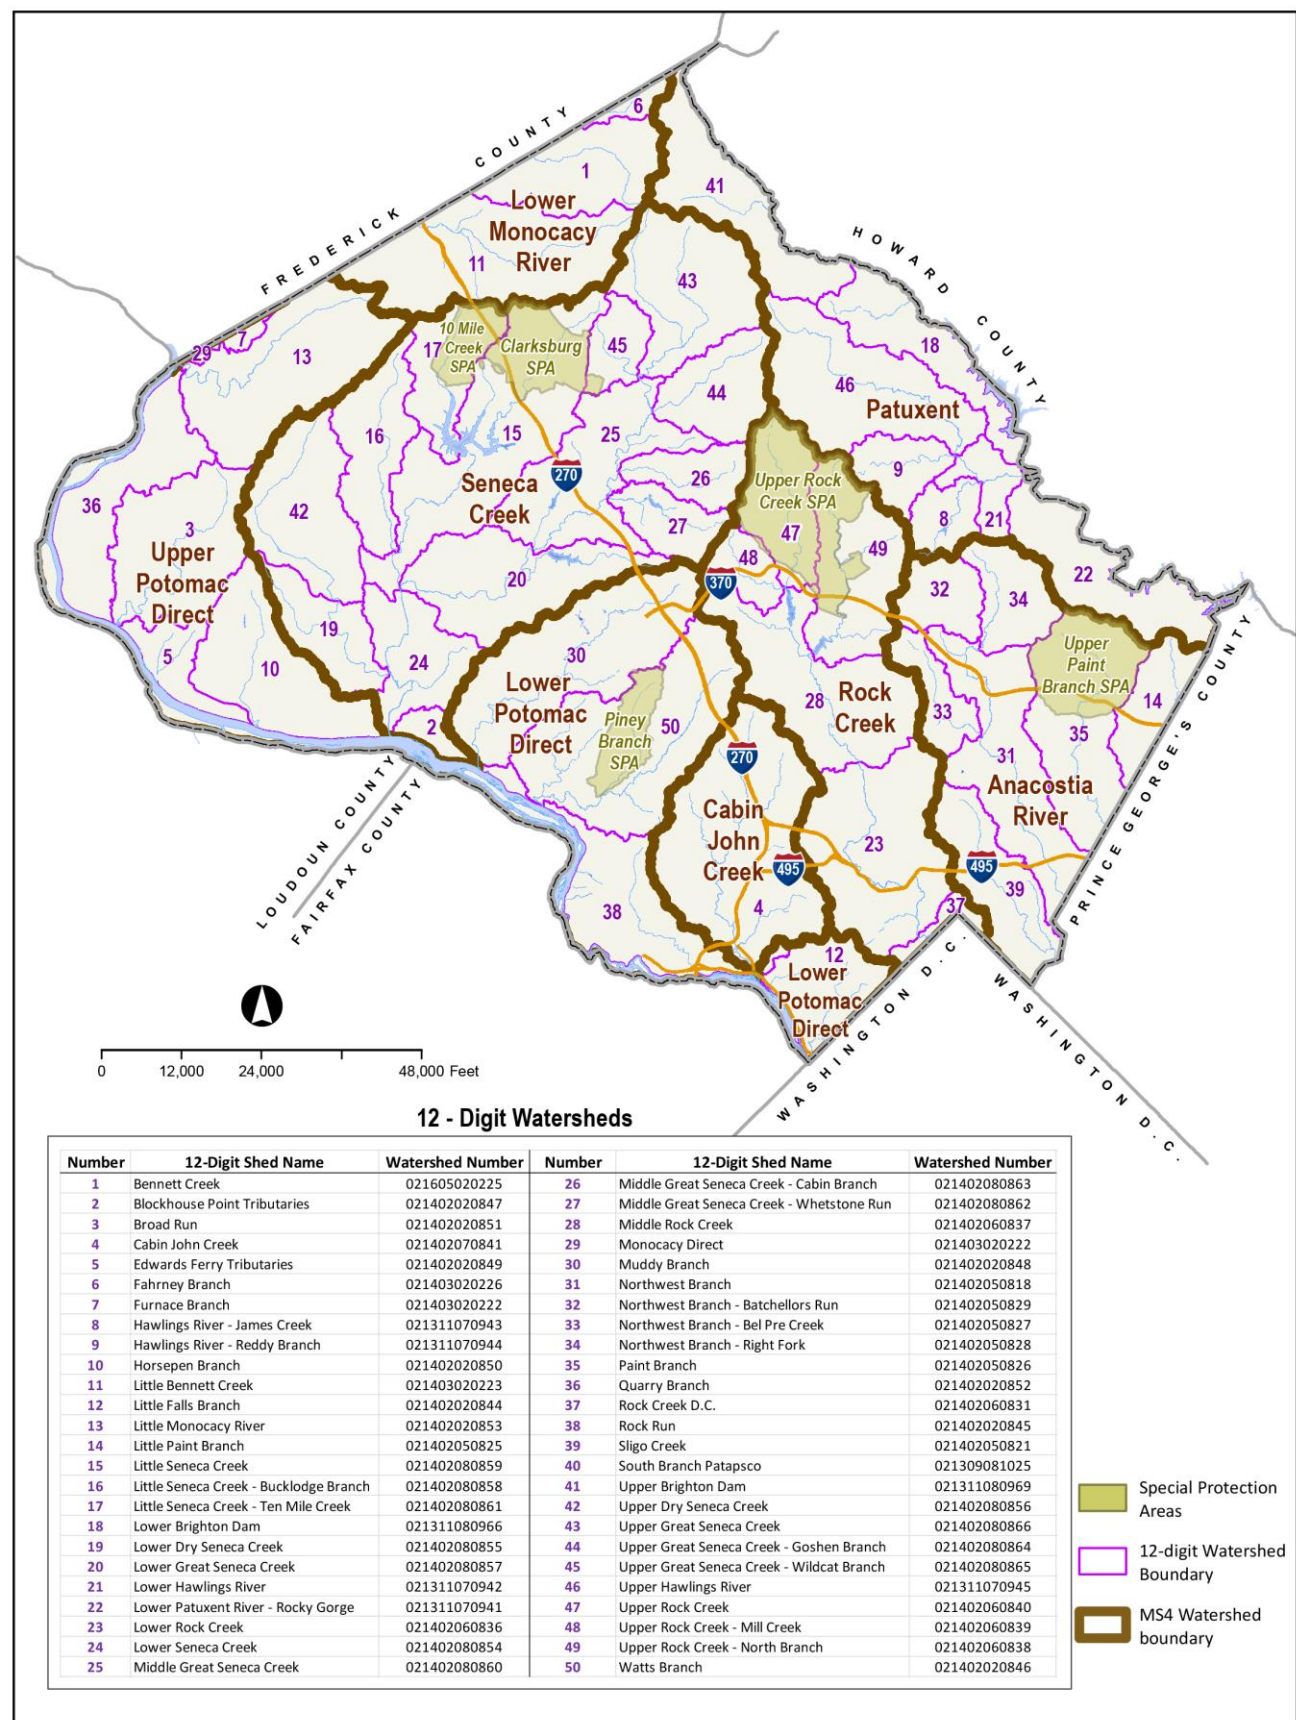 FREDERICK COUNTY
HOWARD COUNTY
PRINCE GEORGE'S COUNTY
WASHINGTON D.C.
WASHINGTON D.C.
LOUDOUN COUNTY
FAIRFAX COUNTY
6
1
41
Lower
Monocacy
River
11
43
7
29
13
17
10 Mile
Creek
SPA
Clarksburg
SPA
45
18
46
44
Patuxent
16
15
25
270
Seneca
Creek
26
Upper Rock
Creek SPA
9
36
3
42
27
47
8
21
Upper
Potomac
Direct
49
48
370
20
32
34
22
19
5
10
24
30
Upper
Paint
Branch SPA
14
Lower
Potomac
Direct
2
Piney
Branch
SPA
50
28
Rock
Creek
33
35
270
31
Anacostia
River
Cabin
John
Creek
495
23
495
39
38
4
37
12
Lower
Potomac
Direct
0 12,000 24,000 48,000 Feet
12 - Digit Watersheds
Number 12-Digit Shed Name Watershed Number Number 12-Digit Shed Name Watershed Number
1 Bennett Creek 021605020225 26 Middle Great Seneca Creek - Cabin Branch 021402080863
2 Blockhouse Point Tributaries 021402020847 27 Middle Great Seneca Creek - Whetstone Run 021402080862
3 Broad Run 021402020851 28 Middle Rock Creek 021402060837
4 Cabin John Creek 021402070841 29 Monocacy Direct 021403020222
5 Edwards Ferry Tributaries 021402020849 30 Muddy Branch 021402020848
6 Fahrney Branch 021403020226 31 Northwest Branch 021402050818
7 Furnace Branch 021403020222 32 Northwest Branch - Batchellors Run 021402050829
8 Hawlings River - James Creek 021311070943 33 Northwest Branch - Bel Pre Creek 021402050827
9 Hawlings River - Reddy Branch 021311070944 34 Northwest Branch - Right Fork 021402050828
10 Horsepen Branch 021402020850 35 Paint Branch 021402050826
11 Little Bennett Creek 021403020223 36 Quarry Branch 021402020852
12 Little Falls Branch 021402020844 37 Rock Creek D.C. 021402060831
13 Little Monocacy River 021402020853 38 Rock Run 021402020845
14 Little Paint Branch 021402050825 39 Sligo Creek 021402050821
15 Little Seneca Creek 021402080859 40 South Branch Patapsco 021309081025
16 Little Seneca Creek - Bucklodge Branch 021402080858 41 Upper Brighton Dam 021311080969
17 Little Seneca Creek - Ten Mile Creek 021402080861 42 Upper Dry Seneca Creek 021402080856
18 Lower Brighton Dam 021311080966 43 Upper Great Seneca Creek 021402080866
19 Lower Dry Seneca Creek 021402080855 44 Upper Great Seneca Creek - Goshen Branch 021402080864
20 Lower Great Seneca Creek 021402080857 45 Upper Great Seneca Creek - Wildcat Branch 021402080865
21 Lower Hawlings River 021311070942 46 Upper Hawlings River 021311070945
22 Lower Patuxent River - Rocky Gorge 021311070941 47 Upper Rock Creek 021402060840
23 Lower Rock Creek 021402060836 48 Upper Rock Creek - Mill Creek 021402060839
24 Lower Seneca Creek 021402080854 49 Upper Rock Creek - North Branch 021402060838
25 Middle Great Seneca Creek 021402080860 50 Watts Branch 021402020846
Special Protection
Areas
12-digit Watershed
Boundary
MS4 Watershed
boundary